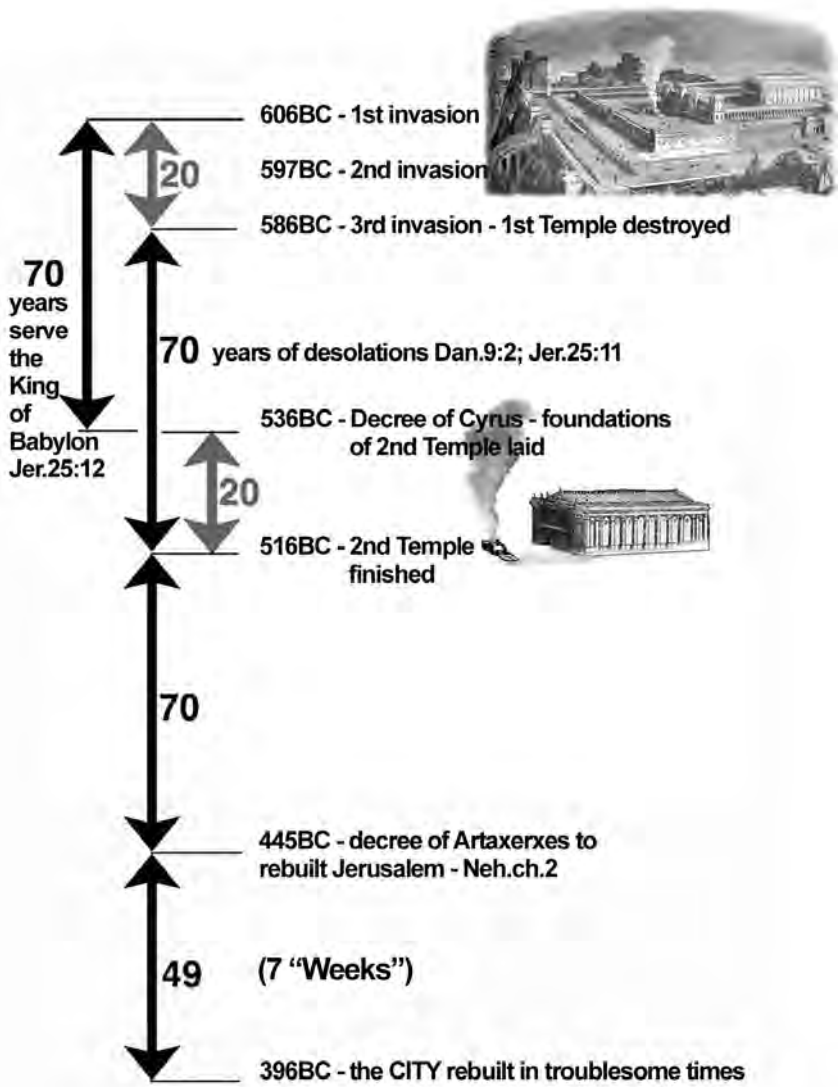 606BC - 1st invasion
20
597BC - 2nd invasion
586BC - 3rd invasion - 1st Temple destroyed
70
years
serve
the
King
of
Babylon
Jer.25:12
70 years of desolations Dan.9:2; Jer.25:11
536BC - Decree of Cyrus - foundations
of 2nd Temple laid
20
516BC - 2nd Temple
finished
70
445BC - decree of Artaxerxes to
rebuilt Jerusalem - Neh.ch.2
49
(7 “Weeks”)
396BC - the CITY rebuilt in troublesome times